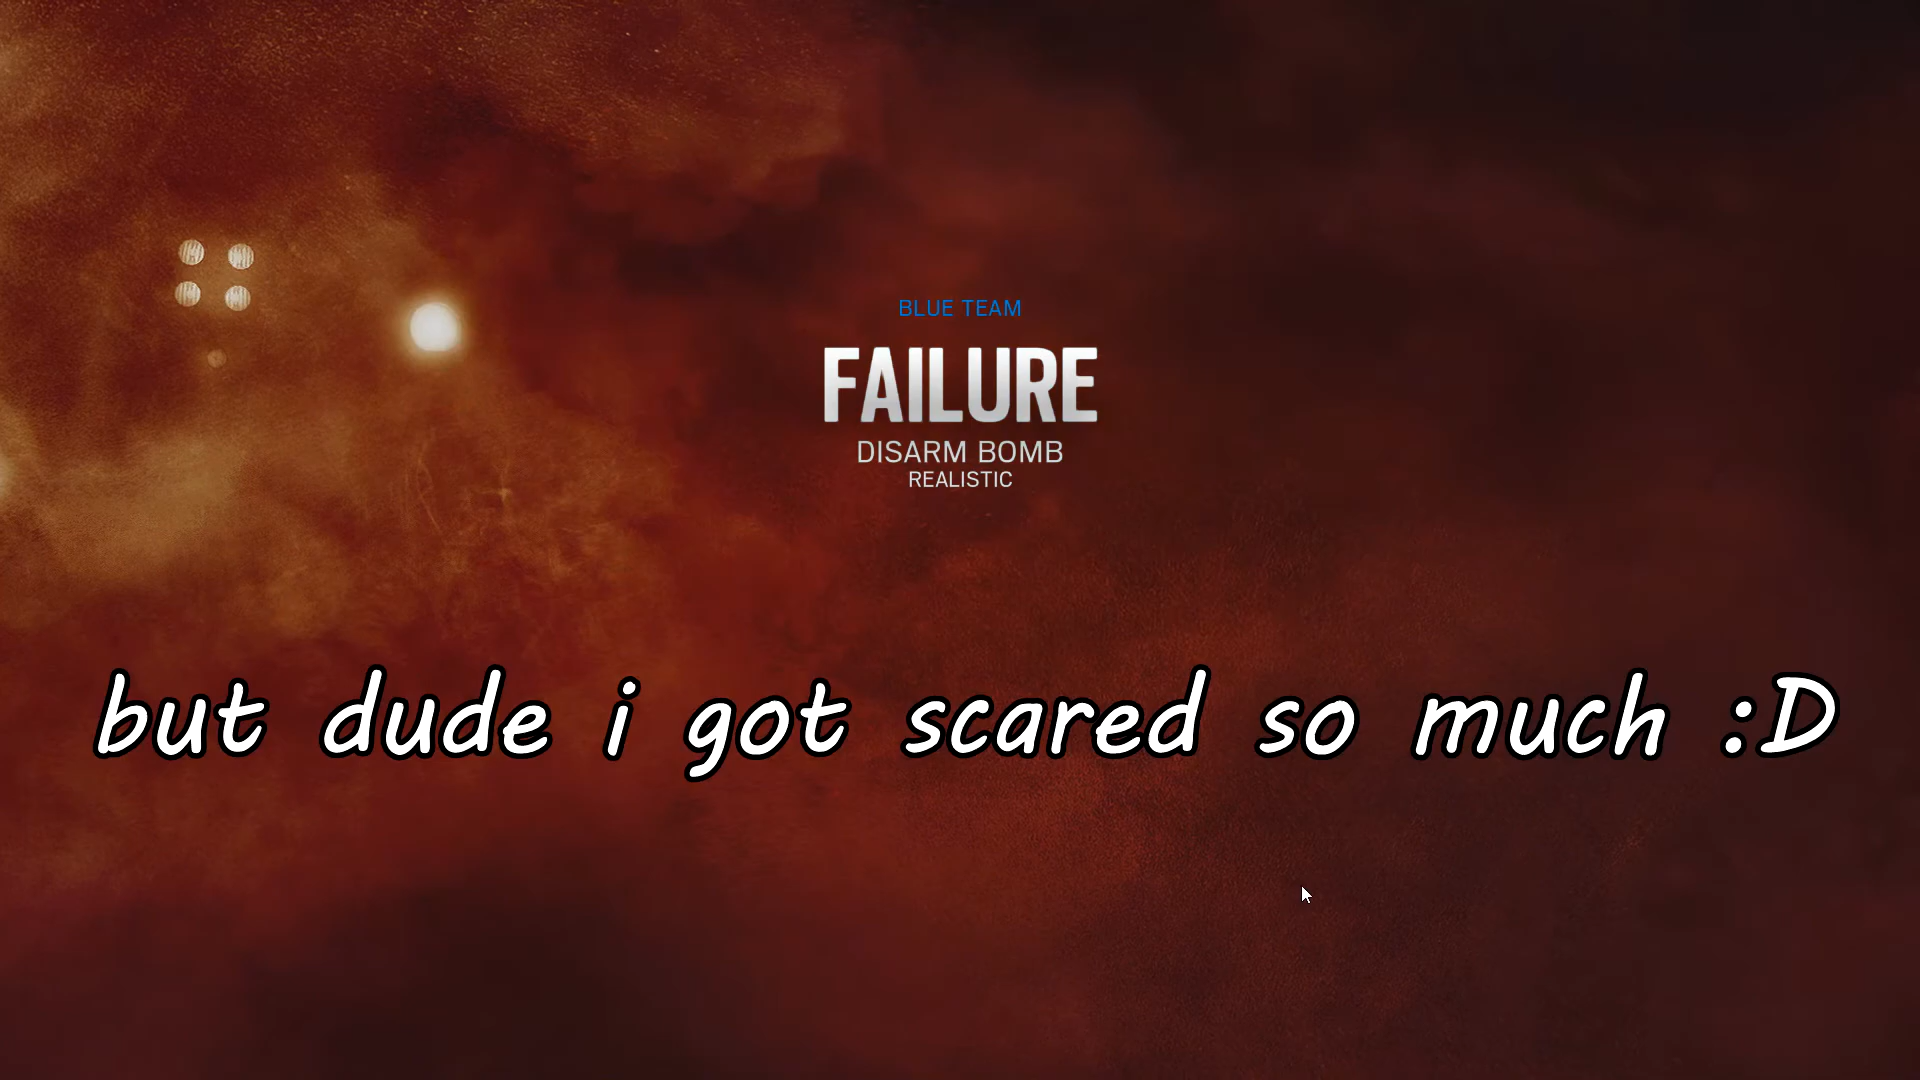 BLUE TEAM
FAILURE
DISARM BOMB
REALISTIC
but dude i got scared so much :D